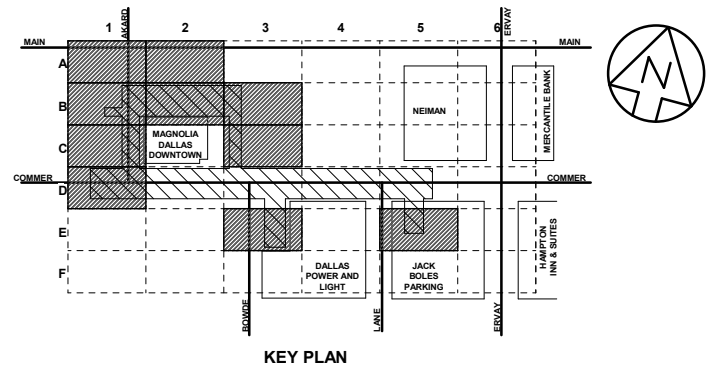 AKARD
ERVAY
1 2 3 4 5 6
MAIN MAIN
A
B
C
D
E
F
NEIMAN
MERCANTILE BANK
MAGNOLIA
DALLAS
DOWNTOWN
COMMER COMMER
DALLAS
POWER AND
LIGHT
JACK
BOLES
PARKING
HAMPTON
INN & SUITES
BOWDE
LANE
ERVAY
N
KEY PLAN